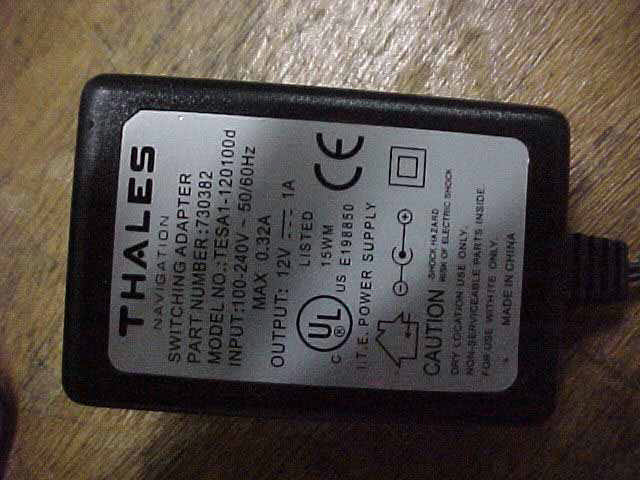 THALES
NAVIGATION
SWITCHING ADAPTER
PART NUMBER:730382
MODEL NO.:TESA1-120100d
INPUT:100-240V~ 50/60Hz
MAX 0.32A
OUTPUT: 12V 1A
LISTED
15WM
C UL ® US E198850
I.T.E. POWER SUPPLY
CE
CAUTION SHOCK HAZARD
RISK OF ELECTRIC SHOCK
DRY LOCATION USE ONLY.
NON-SERVICEABLE PARTS INSIDE.
FOR USE WITH ITE ONLY.
MADE IN CHINA